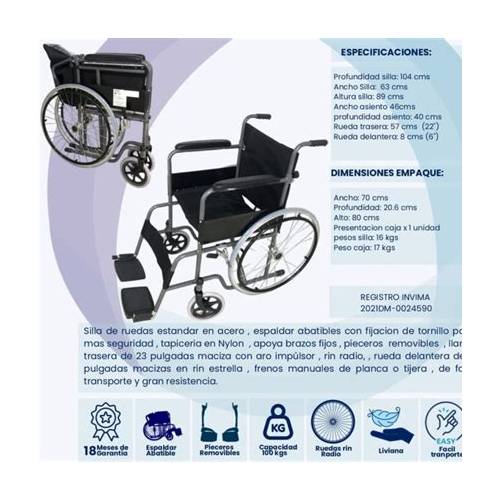 ESPECIFICACIONES:
Profundidad silla: 104 cms
Ancho Silla: 63 cms
Altura silla: 89 cms
Ancho asiento 46cms
profundidad asiento: 40 cms
Rueda trasera: 57 cms (22")
Rueda delantera: 8 cms (6")
DIMENSIONES EMPAQUE:
Ancho: 70 cms
Profundidad: 20.6 cms
Alto: 80 cms
Presentacion caja x 1 unidad
pesos silla: 16 kgs
Peso caja: 17 kgs
REGISTRO INVIMA
2021DM-0024590
Silla de ruedas estandar en acero , espaldar abatibles con fijacion de tornillo pa
mas seguridad , tapiceria en Nylon , apoya brazos fijos , pieceros removibles , llan
trasera de 23 pulgadas maciza con aro impúlsor , rin radio, , rueda delantera de
pulgadas macizas en rin estrella , frenos manuales de planca o tijera , de fa
transporte y gran resistencia.
KG
18 Meses de Garantia
Espaldar Abatible
Pieceros Removibles
Capacidad 100 kgs
Ruedas rin Radio
Liviana
EASY
Facil tranporte